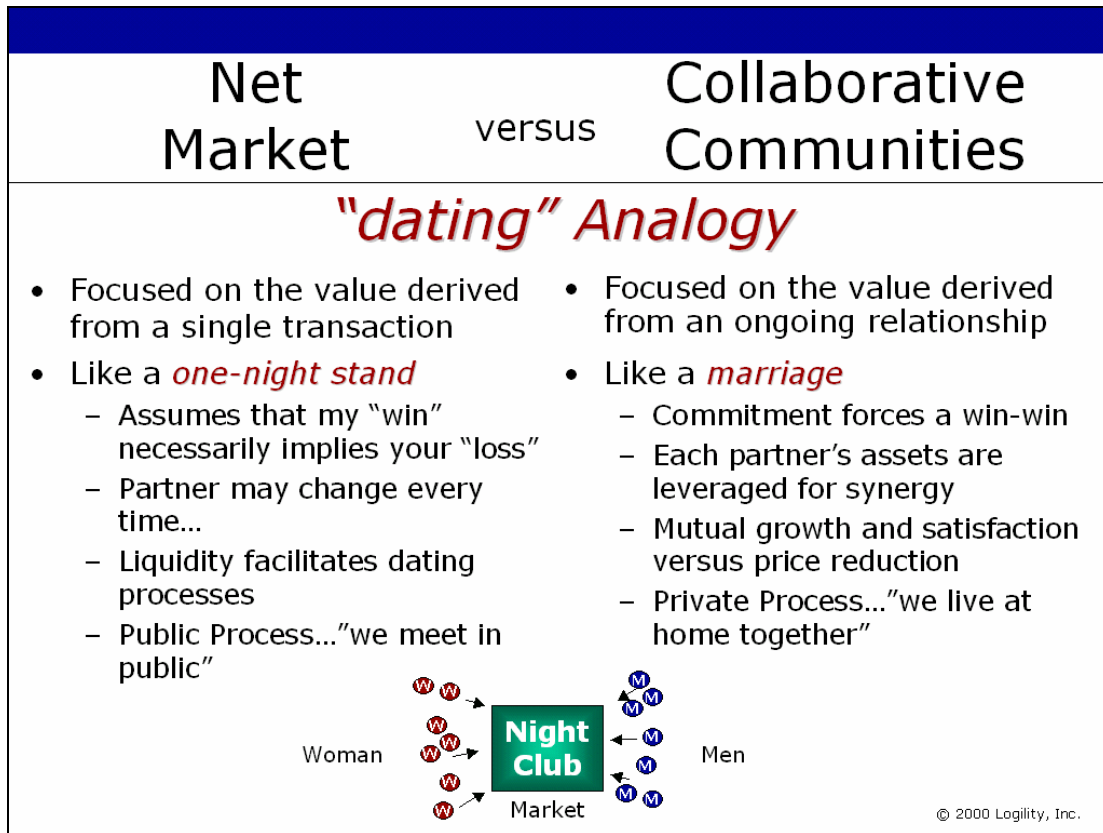 Net
Market
versus
Collaborative
Communities
“dating” Analogy
• Focused on the value derived
from a single transaction
• Like a one-night stand
– Assumes that my “win”
necessarily implies your “loss”
– Partner may change every
time…
– Liquidity facilitates dating
processes
– Public Process…”we meet in
public”
• Focused on the value derived
from an ongoing relationship
• Like a marriage
– Commitment forces a win-win
– Each partner’s assets are
leveraged for synergy
– Mutual growth and satisfaction
versus price reduction
– Private Process…”we live at
home together”
Woman
W
W
W
W
W
W
W
Night
Club
Market
M
M
M
M
M
M
M
Men
© 2000 Logility, Inc.